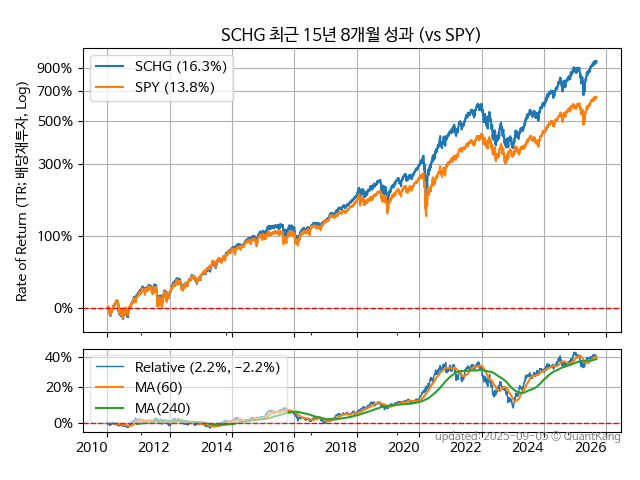 SCHG 최근 15년 8개월 성과 (vs SPY)
Rate of Return (TR; 배당재투자, Log)
900%
700%
500%
300%
100%
0%
SCHG (16.3%)
SPY (13.8%)
40%
20%
0%
Relative (2.2%, −2.2%)
MA(60)
MA(240)
2010 2012 2014 2016 2018 2020 2022 2024 2026
updated: 2025-09-05 © QuantKang